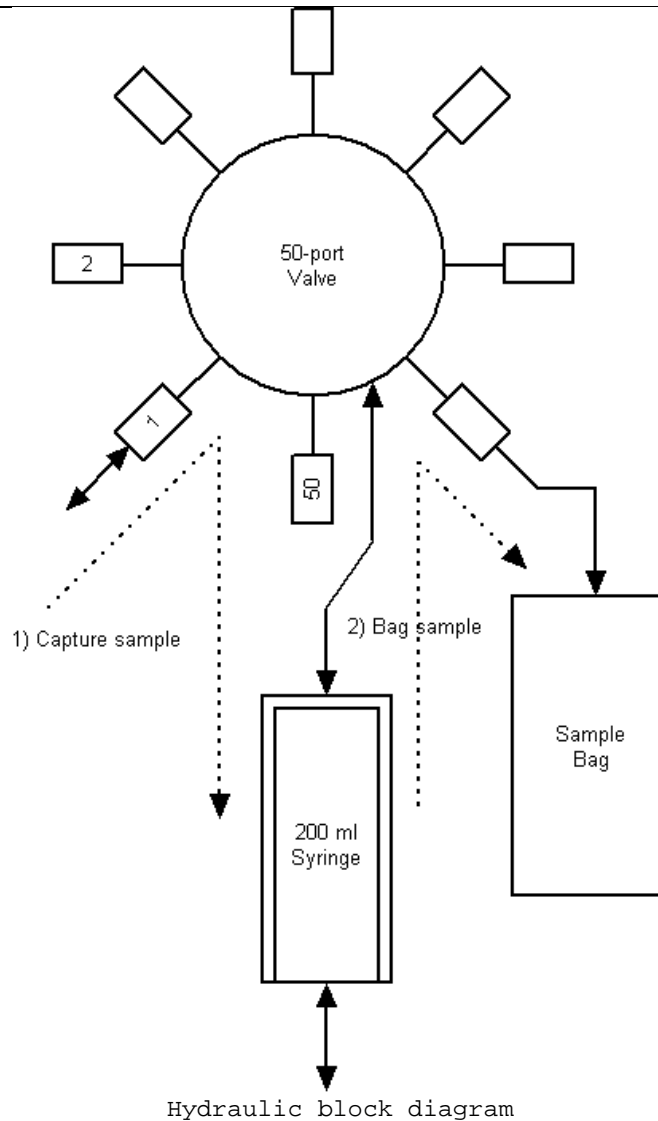 50-port
Valve
2
1
50
1) Capture sample
2) Bag sample
Sample
Bag
200 ml
Syringe
Hydraulic block diagram